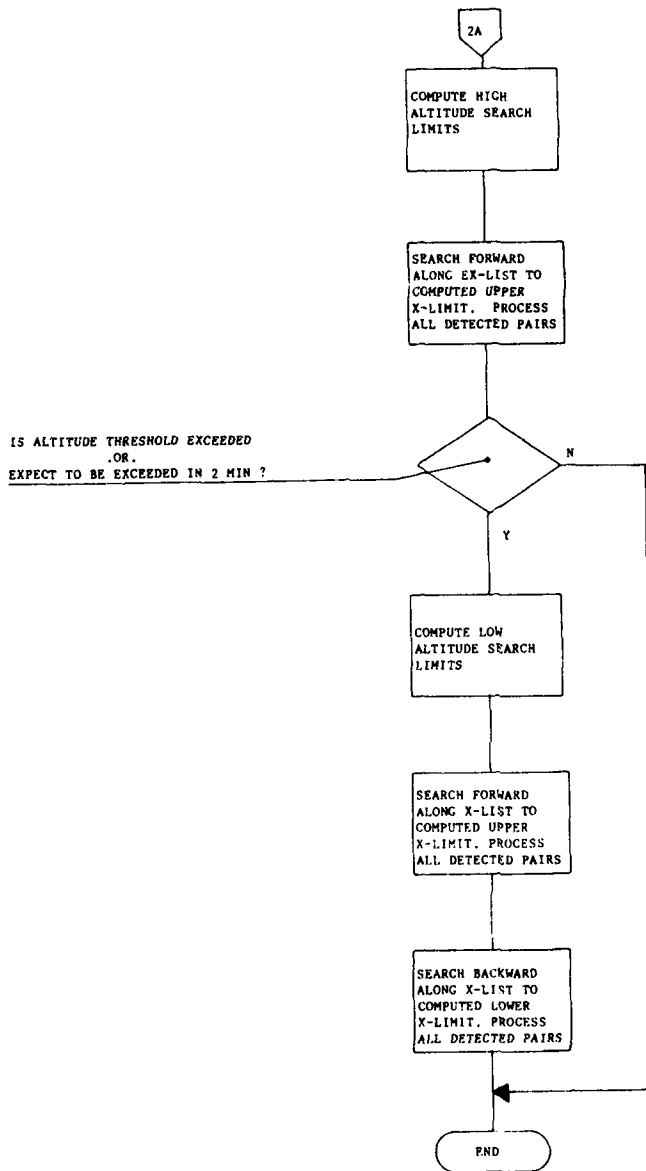 2A
COMPUTE HIGH
ALTITUDE SEARCH
LIMITS
SEARCH FORWARD
ALONG EX-LIST TO
COMPUTED UPPER
X-LIMIT. PROCESS
ALL DETECTED PAIRS
IS ALTITUDE THRESHOLD EXCEEDED
.OR.
EXPECT TO BE EXCEEDED IN 2 MIN ?
N
Y
COMPUTE LOW
ALTITUDE SEARCH
LIMITS
SEARCH FORWARD
ALONG X-LIST TO
COMPUTED UPPER
X-LIMIT. PROCESS
ALL DETECTED PAIRS
SEARCH BACKWARD
ALONG X-LIST TO
COMPUTED LOWER
X-LIMIT. PROCESS
ALL DETECTED PAIRS
END